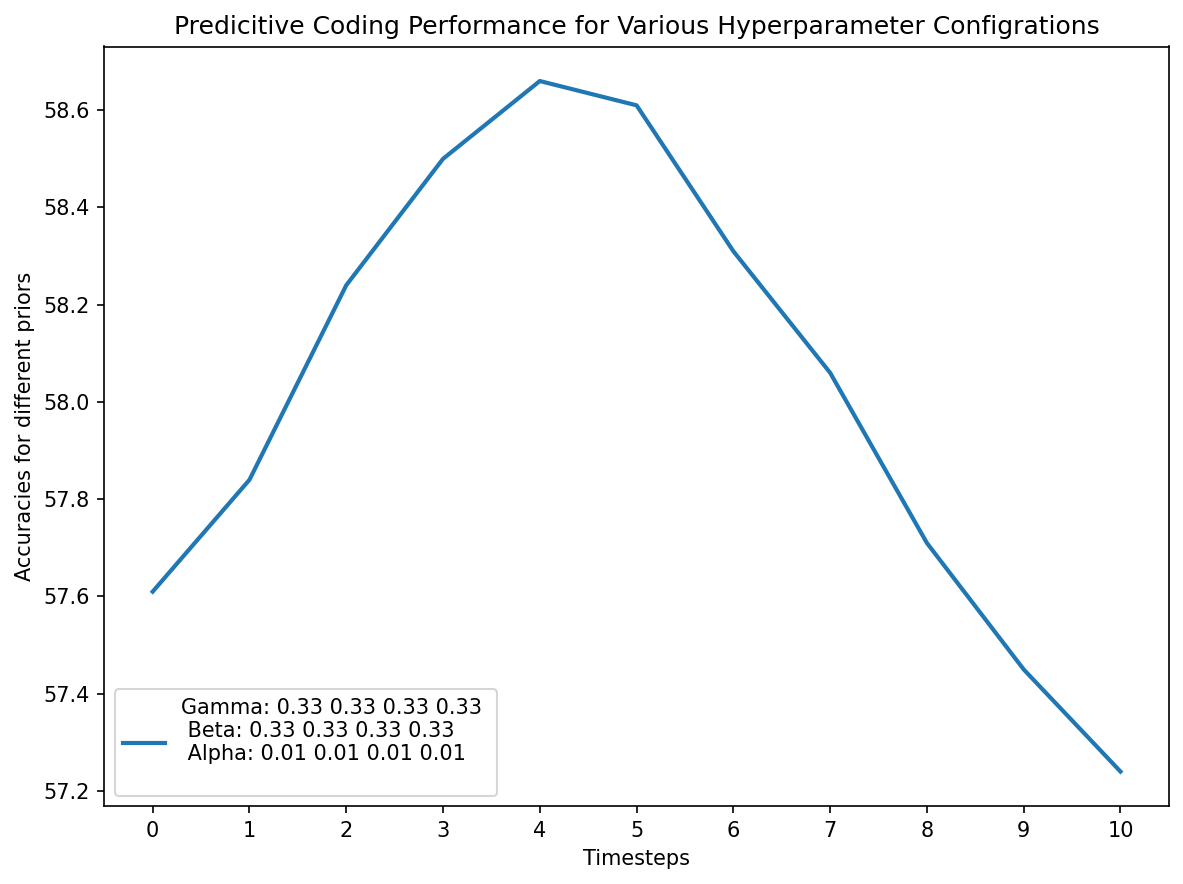 Predicitive Coding Performance for Various Hyperparameter Configrations
Accuracies for different priors
58.6
58.4
58.2
58.0
57.8
57.6
57.4
57.2
Gamma: 0.33 0.33 0.33 0.33
Beta: 0.33 0.33 0.33 0.33
Alpha: 0.01 0.01 0.01 0.01
0 1 2 3 4 5 6 7 8 9 10
Timesteps